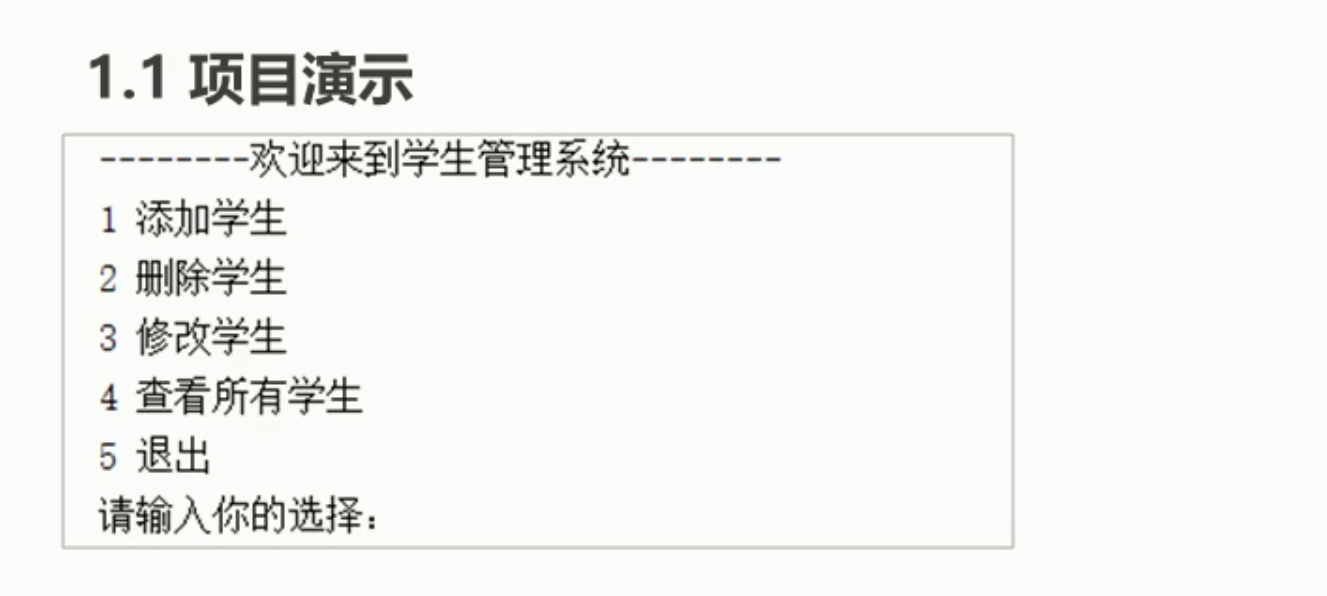 1.1 项目演示
--------欢迎来到学生管理系统--------
1 添加学生
2 删除学生
3 修改学生
4 查看所有学生
5 退出
请输入你的选择：